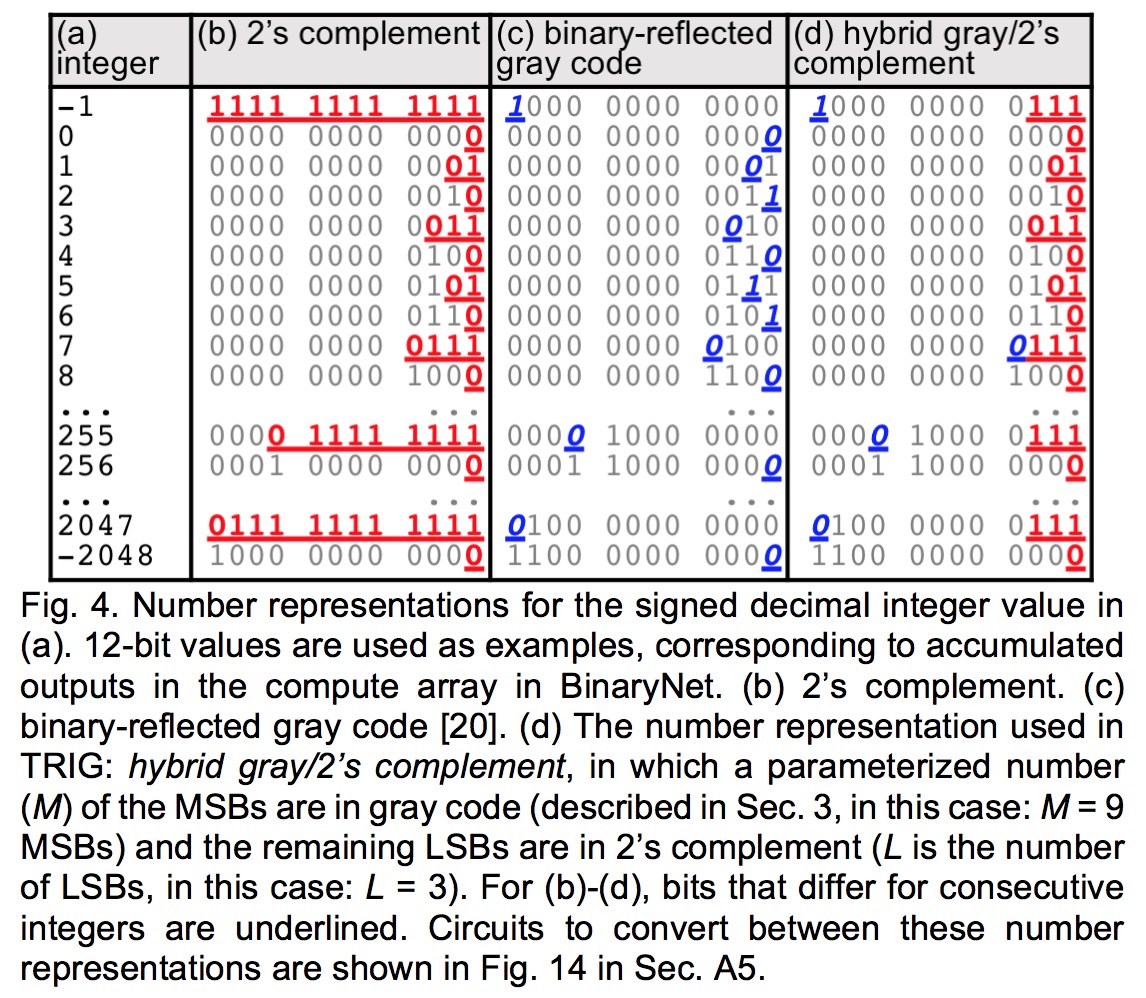 (a) integer (b) 2's complement (c) binary-reflected gray code (d) hybrid gray/2's complement
-1 1111 1111 1111 1000 0000 0000 1000 0000 0111
0 0000 0000 0000 0000 0000 0000 0000 0000 0000
1 0000 0000 0001 0000 0000 0001 0000 0000 0001
2 0000 0000 0010 0000 0000 0011 0000 0000 0010
3 0000 0000 0011 0000 0000 0010 0000 0000 0011
4 0000 0000 0100 0000 0000 0110 0000 0000 0100
5 0000 0000 0101 0000 0000 0111 0000 0000 0101
6 0000 0000 0110 0000 0000 0101 0000 0000 0110
7 0000 0000 0111 0000 0000 0100 0000 0000 0111
8 0000 0000 1000 0000 0000 1100 0000 0000 1000
... ... ... ...
255 0000 1111 1111 0000 1000 0000 0000 1000 0111
256 0001 0000 0000 0001 1000 0000 0001 1000 0000
... ... ... ...
2047 0111 1111 1111 0100 0000 0000 0100 0000 0111
-2048 1000 0000 0000 1100 0000 0000 1100 0000 0000
Fig. 4. Number representations for the signed decimal integer value in
(a). 12-bit values are used as examples, corresponding to accumulated
outputs in the compute array in BinaryNet. (b) 2's complement. (c)
binary-reflected gray code [20]. (d) The number representation used in
TRIG: hybrid gray/2's complement, in which a parameterized number
(M) of the MSBs are in gray code (described in Sec. 3, in this case: M = 9
MSBs) and the remaining LSBs are in 2's complement (L is the number
of LSBs, in this case: L = 3). For (b)-(d), bits that differ for consecutive
integers are underlined. Circuits to convert between these number
representations are shown in Fig. 14 in Sec. A5.